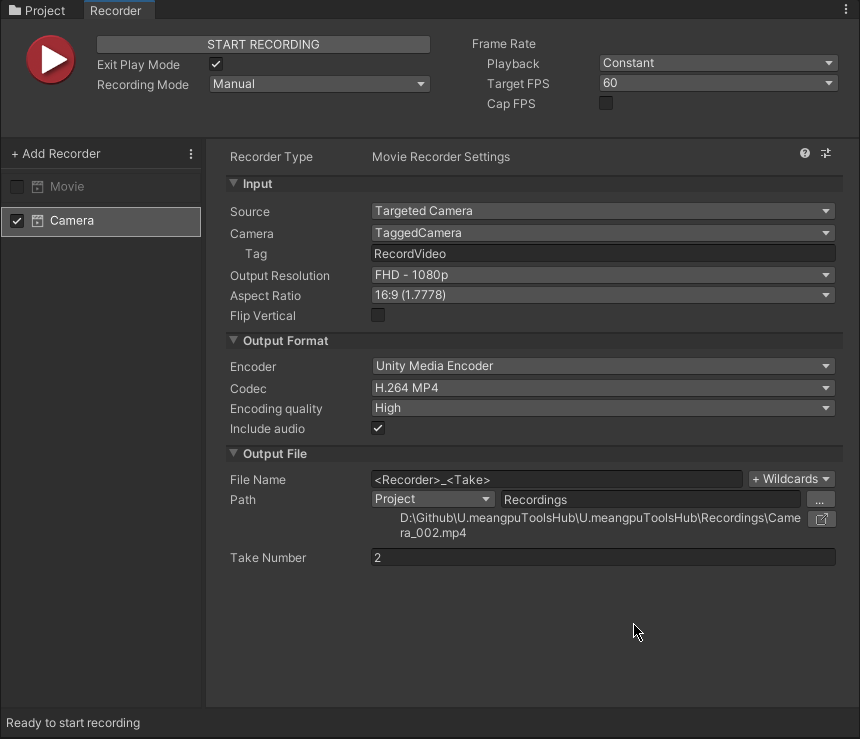 Project
Recorder
START RECORDING
Exit Play Mode
Recording Mode
Manual
Frame Rate
Playback
Constant
Target FPS
60
Cap FPS
+ Add Recorder
Movie
Camera
Recorder Type
Movie Recorder Settings
Input
Source
Targeted Camera
Camera
TaggedCamera
Tag
RecordVideo
Output Resolution
FHD - 1080p
Aspect Ratio
16:9 (1.7778)
Flip Vertical
Output Format
Encoder
Unity Media Encoder
Codec
H.264 MP4
Encoding quality
High
Include audio
Output File
File Name
<Recorder>_<Take>
+ Wildcards
Path
Project
Recordings
...
D:\Github\U.meangpuToolsHub\U.meangpuToolsHub\Recordings\Came
ra_002.mp4
Take Number
2
Ready to start recording